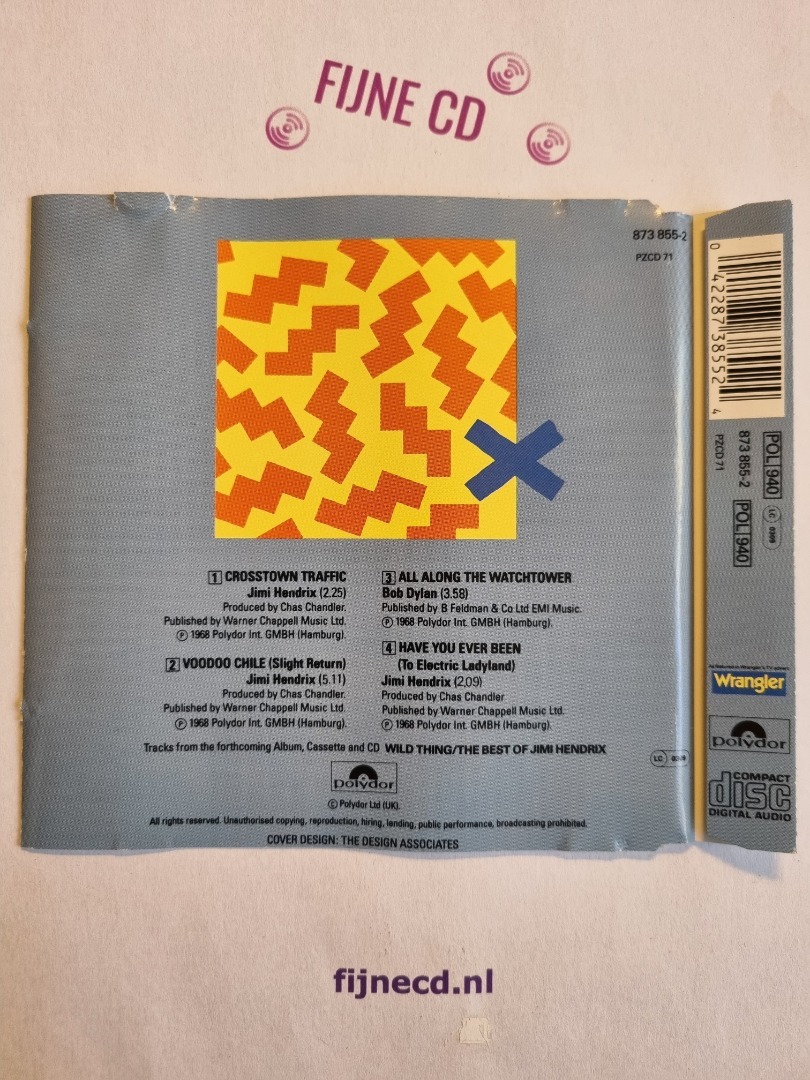 FIJNE CD
873 855-2
PZCD 71
1 CROSSTOWN TRAFFIC
Jimi Hendrix (2.25)
Produced by Chas Chandler.
Published by Warner Chappell Music Ltd.
Ⓟ 1968 Polydor Int. GMBH (Hamburg).
2 VOODOO CHILE (Slight Return)
Jimi Hendrix (5.11)
Produced by Chas Chandler.
Published by Warner Chappell Music Ltd.
Ⓟ 1968 Polydor Int. GMBH (Hamburg).
3 ALL ALONG THE WATCHTOWER
Bob Dylan (3.58)
Published by B Feldman & Co Ltd EMI Music.
Ⓟ 1968 Polydor Int. GMBH (Hamburg).
4 HAVE YOU EVER BEEN
(To Electric Ladyland)
Jimi Hendrix (2.09)
Produced by Chas Chandler
Published by Warner Chappell Music Ltd.
Ⓟ 1968 Polydor Int. GMBH (Hamburg).
Tracks from the forthcoming Album, Cassette and CD WILD THING/THE BEST OF JIMI HENDRIX
LC
polydor
© Polydor Ltd (UK).
All rights reserved. Unauthorised copying, reproduction, hiring, lending, public performance, broadcasting prohibited.
COVER DESIGN: THE DESIGN ASSOCIATES
0 42287 38552 4
POL 940
LC 0309
873 855-2
POL 940
PZCD 71
Wrangler
polydor
COMPACT
disc
DIGITAL AUDIO
fijnecd.nl